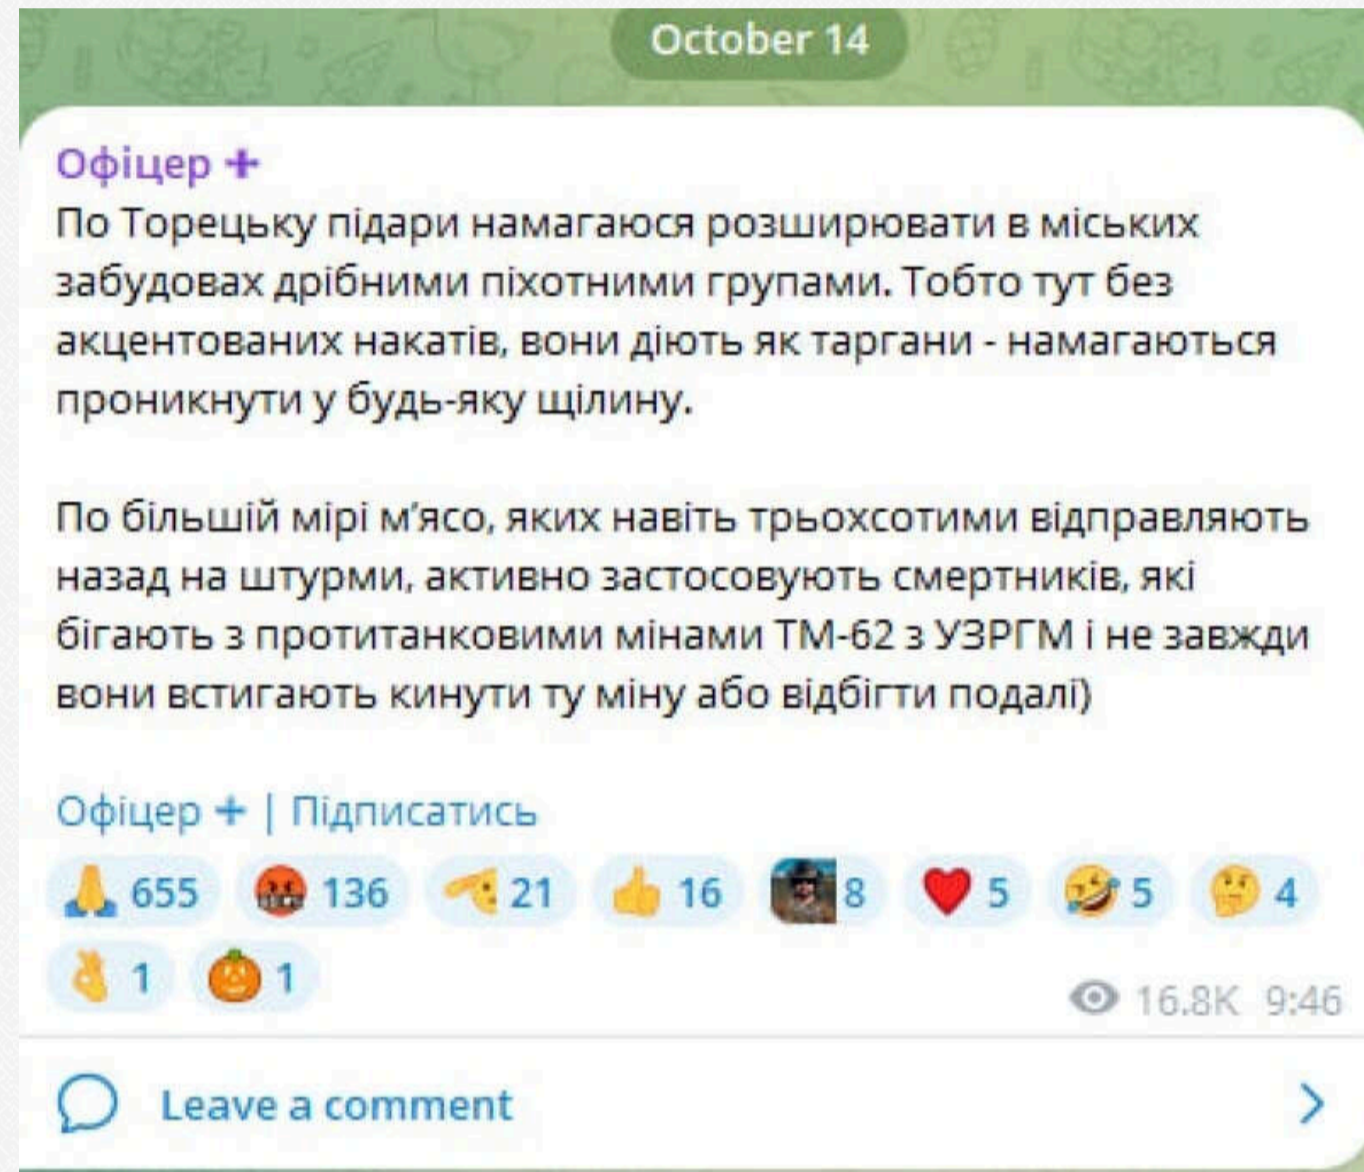 October 14
Офіцер +
По Торецьку підари намагаюся розширювати в міських
забудовах дрібними піхотними групами. Тобто тут без
акцентованих накатів, вони діють як таргани - намагаються
проникнути у будь-яку щілину.
По більшій мірі м'ясо, яких навіть трьохсотими відправляють
назад на штурми, активно застосовують смертників, які
бігають з протитанковими мінами ТМ-62 з УЗРГМ і не завжди
вони встигають кинути ту міну або відбігти подалі)
Офіцер + | Підписатись
655 136 21 16 8 5 5 4
1 1
16.8K 9:46
Leave a comment